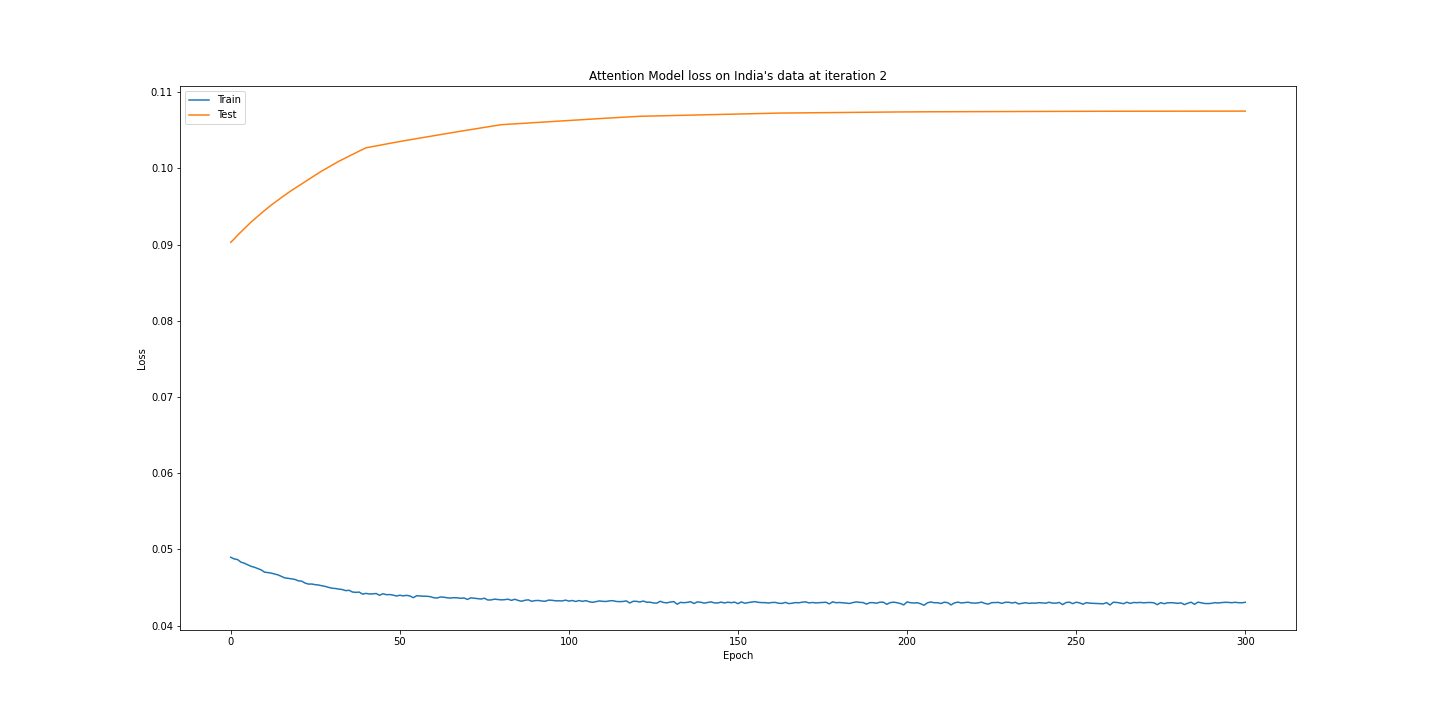 Attention Model loss on India's data at iteration 2
Train
Test
0.11
0.10
0.09
0.08
0.07
0.06
0.05
0.04
Loss
0 50 100 150 200 250 300
Epoch